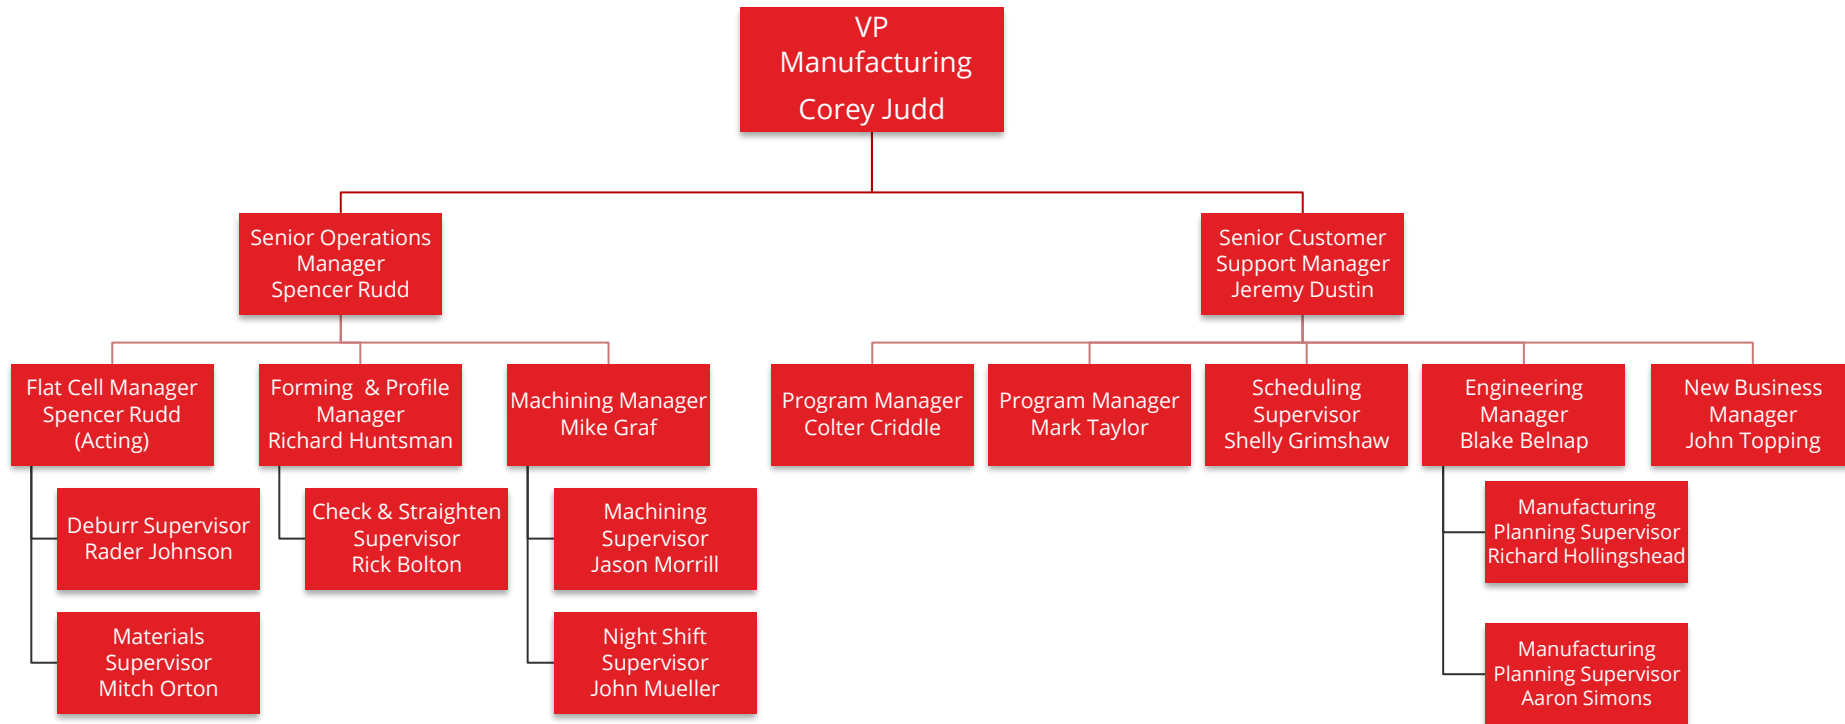 VP
Manufacturing
Corey Judd
Senior Operations
Manager
Spencer Rudd
Senior Customer
Support Manager
Jeremy Dustin
Flat Cell Manager
Spencer Rudd
(Acting)
Forming & Profile
Manager
Richard Huntsman
Machining Manager
Mike Graf
Program Manager
Colter Criddle
Program Manager
Mark Taylor
Scheduling
Supervisor
Shelly Grimshaw
Engineering
Manager
Blake Belnap
New Business
Manager
John Topping
Deburr Supervisor
Rader Johnson
Check & Straighten
Supervisor
Rick Bolton
Machining
Supervisor
Jason Morrill
Manufacturing
Planning Supervisor
Richard Hollingshead
Materials
Supervisor
Mitch Orton
Night Shift
Supervisor
John Mueller
Manufacturing
Planning Supervisor
Aaron Simons